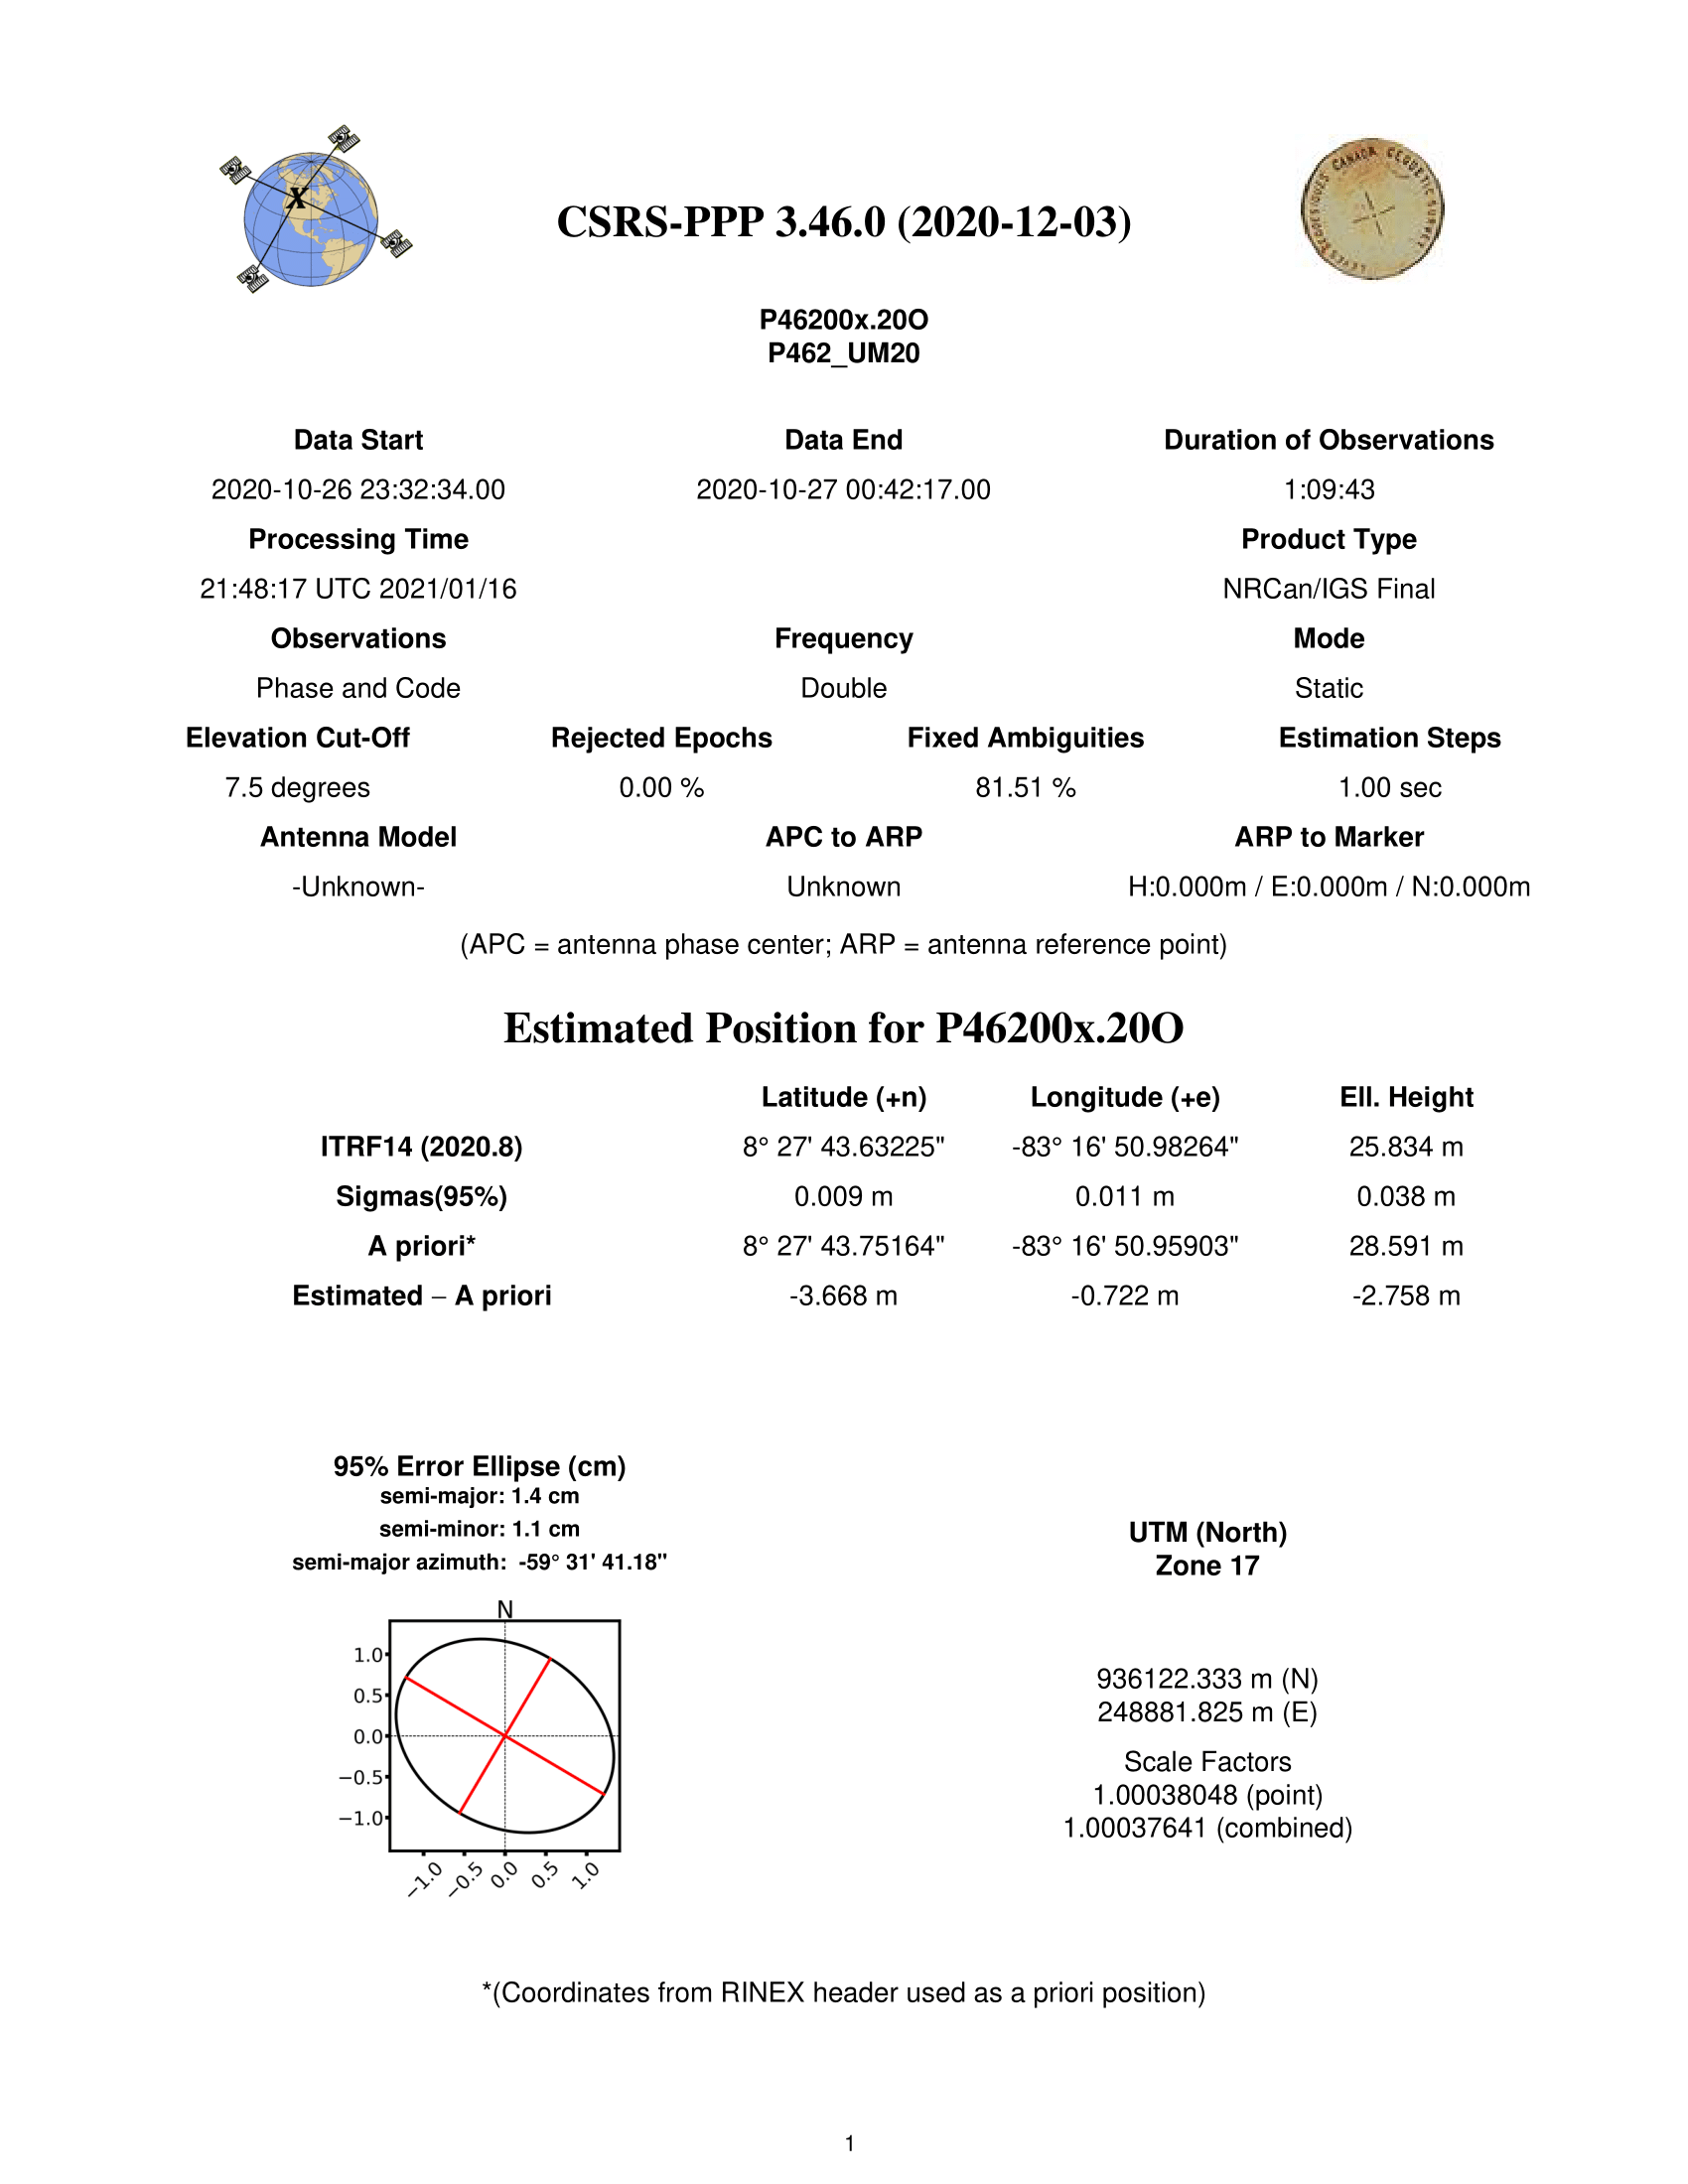 CSRS-PPP 3.46.0 (2020-12-03)
P46200x.20O
P462_UM20
Data Start Data End Duration of Observations
2020-10-26 23:32:34.00 2020-10-27 00:42:17.00 1:09:43
Processing Time Product Type
21:48:17 UTC 2021/01/16 NRCan/IGS Final
Observations Frequency Mode
Phase and Code Double Static
Elevation Cut-Off Rejected Epochs Fixed Ambiguities Estimation Steps
7.5 degrees 0.00 % 81.51 % 1.00 sec
Antenna Model APC to ARP ARP to Marker
-Unknown- Unknown H:0.000m / E:0.000m / N:0.000m
(APC = antenna phase center; ARP = antenna reference point)
Estimated Position for P46200x.20O
Latitude (+n) Longitude (+e) Ell. Height
ITRF14 (2020.8) 8° 27' 43.63225" -83° 16' 50.98264" 25.834 m
Sigmas(95%) 0.009 m 0.011 m 0.038 m
A priori* 8° 27' 43.75164" -83° 16' 50.95903" 28.591 m
Estimated – A priori -3.668 m -0.722 m -2.758 m
95% Error Ellipse (cm)
semi-major: 1.4 cm
semi-minor: 1.1 cm
semi-major azimuth: -59° 31' 41.18"
N
1.0
0.5
0.0
−0.5
−1.0
−1.0 −0.5 0.0 0.5 1.0
UTM (North)
Zone 17
936122.333 m (N)
248881.825 m (E)
Scale Factors
1.00038048 (point)
1.00037641 (combined)
*(Coordinates from RINEX header used as a priori position)
1